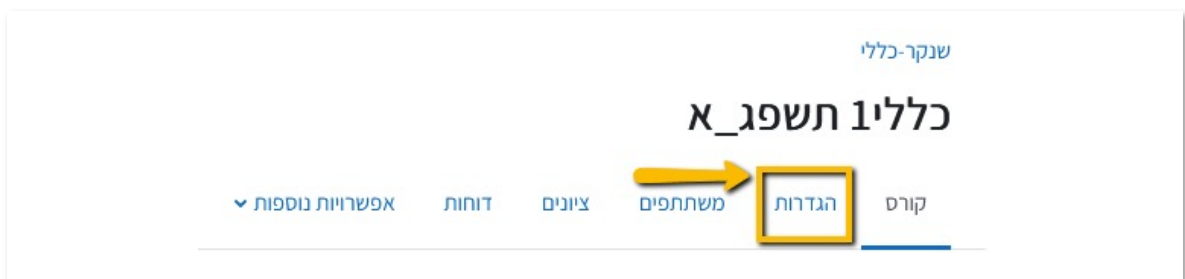 שנקר-כללי
כללי1 תשפג_א
קורס הגדרות משתתפים ציונים דוחות אפשרויות נוספות